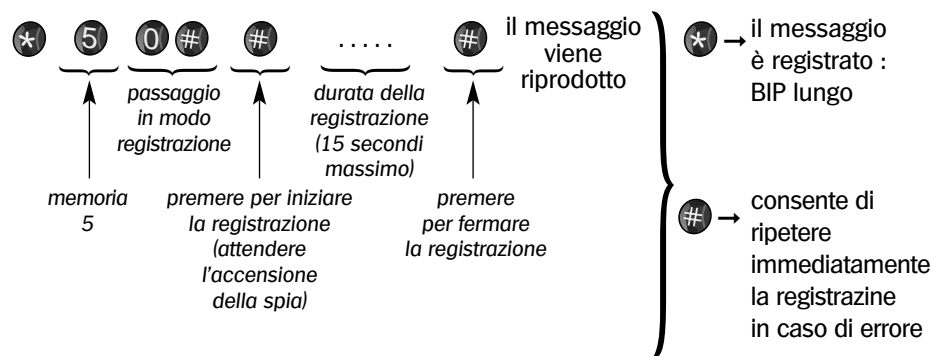 * 5 0 # # ..... #
il messaggio
viene
riprodotto
passaggio
in modo
registrazione
durata della
registrazione
(15 secondi
massimo)
memoria
5
premere per iniziare
la registrazione
(attendere
l'accensione
della spia)
premere
per fermare
la registrazione
* → il messaggio
è registrato :
BIP lungo
# → consente di
ripetere
immediatamente
la registrazine
in caso di errore